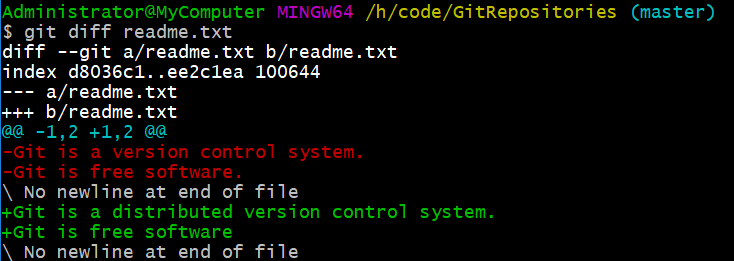 Administrator@MyComputer MINGW64 /h/code/GitRepositories (master)
$ git diff readme.txt
diff --git a/readme.txt b/readme.txt
index d8036c1..ee2c1ea 100644
--- a/readme.txt
+++ b/readme.txt
@@ -1,2 +1,2 @@
-Git is a version control system.
-Git is free software.
\ No newline at end of file
+Git is a distributed version control system.
+Git is free software
\ No newline at end of file